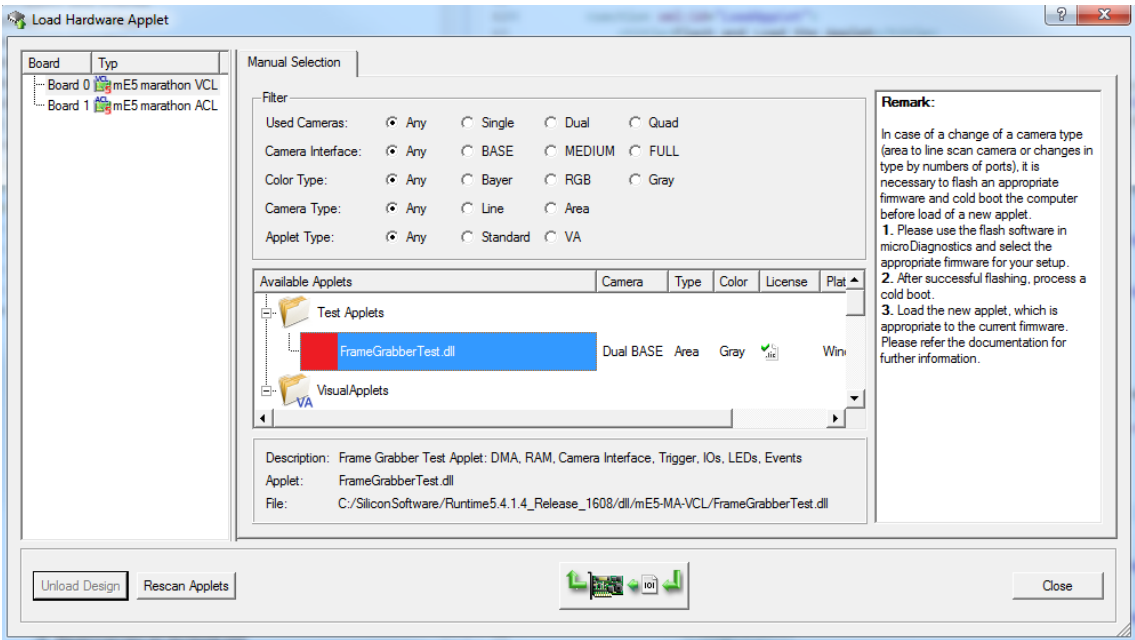 Load Hardware Applet
Board Typ
Board 0 mE5 marathon VCL
Board 1 mE5 marathon ACL
Manual Selection
Filter
Used Cameras: Any Single Dual Quad
Camera Interface: Any BASE MEDIUM FULL
Color Type: Any Bayer RGB Gray
Camera Type: Any Line Area
Applet Type: Any Standard VA
Available Applets Camera Type Color License Plat
Test Applets
FrameGrabberTest.dll Dual BASE Area Gray .lic Win
VA VisualApplets
Description: Frame Grabber Test Applet: DMA, RAM, Camera Interface, Trigger, IOs, LEDs, Events
Applet: FrameGrabberTest.dll
File: C:/SiliconSoftware/Runtime5.4.1.4_Release_1608/dll/mE5-MA-VCL/FrameGrabberTest.dll
Remark:
In case of a change of a camera type
(area to line scan camera or changes in
type by numbers of ports), it is
necessary to flash an appropriate
firmware and cold boot the computer
before load of a new applet.
1. Please use the flash software in
microDiagnostics and select the
appropriate firmware for your setup.
2. After successful flashing, process a
cold boot.
3. Load the new applet, which is
appropriate to the current firmware.
Please refer the documentation for
further information.
Unload Design Rescan Applets Close